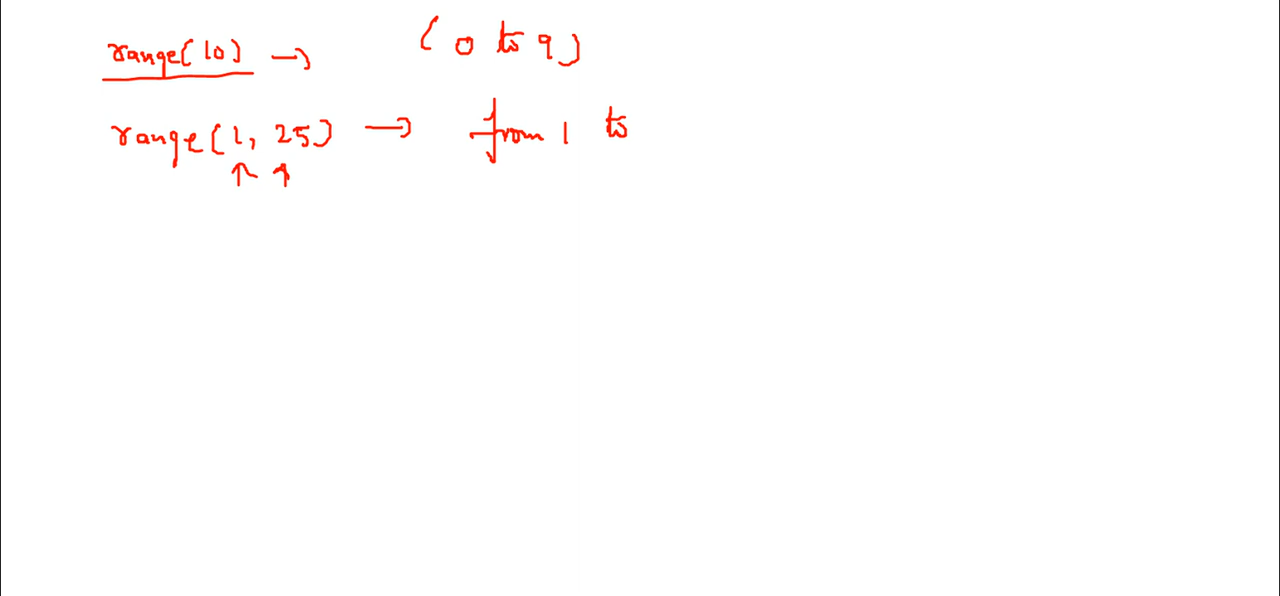 range(10) → (0 to 9)
range(1, 25) → from 1 to